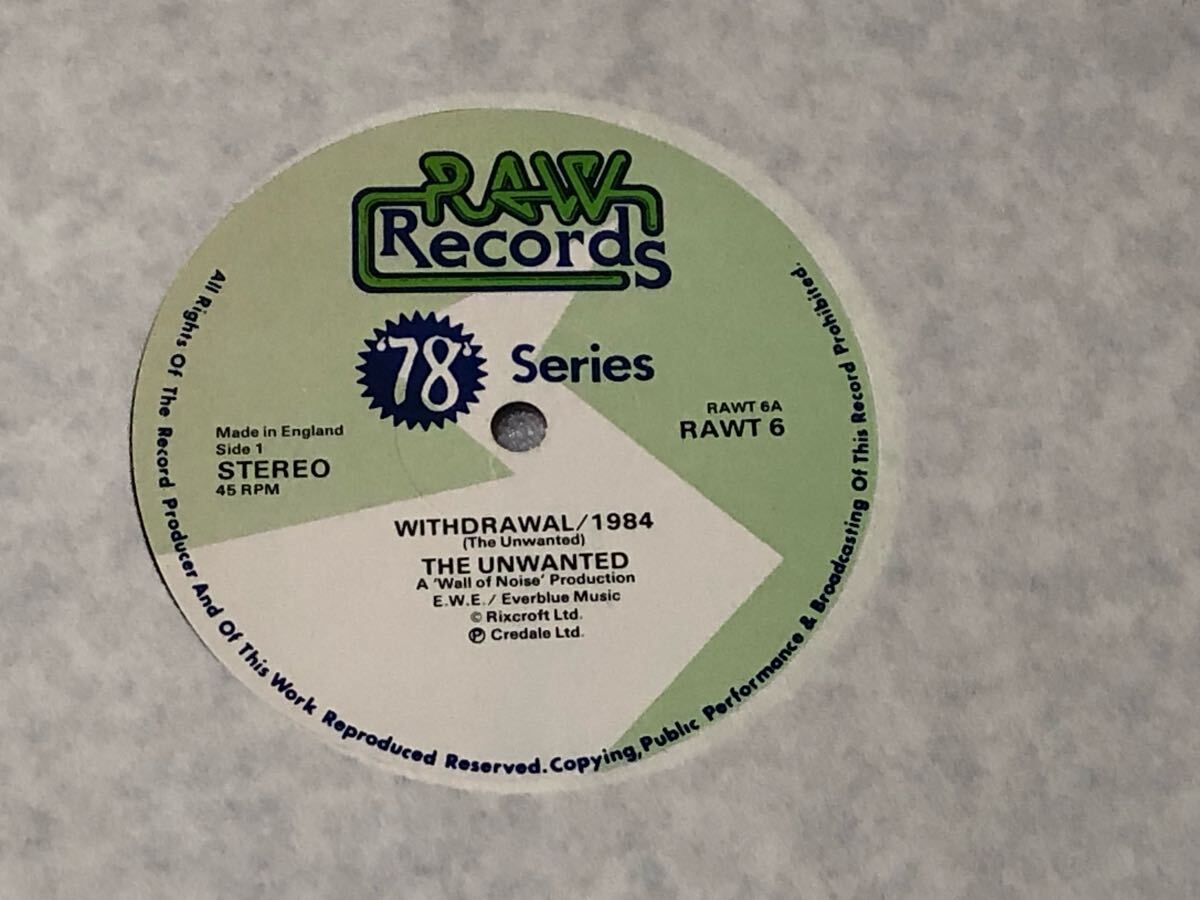 RAW
Records
'78' Series
RAWT 6A
RAWT 6
Made in England
Side 1
STEREO
45 RPM
WITHDRAWAL/1984
(The Unwanted)
THE UNWANTED
A 'Wall of Noise' Production
E.W.E./ Everblue Music
© Rixcroft Ltd.
℗ Credale Ltd.
All Rights Of The Record Producer And Of This Work Reproduced Reserved. Copying, Public Performance & Broadcasting Of This Record Prohibited.